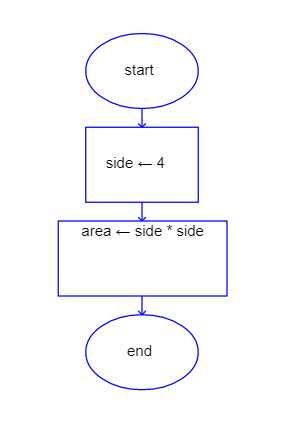 start
side ← 4
area ← side * side
end